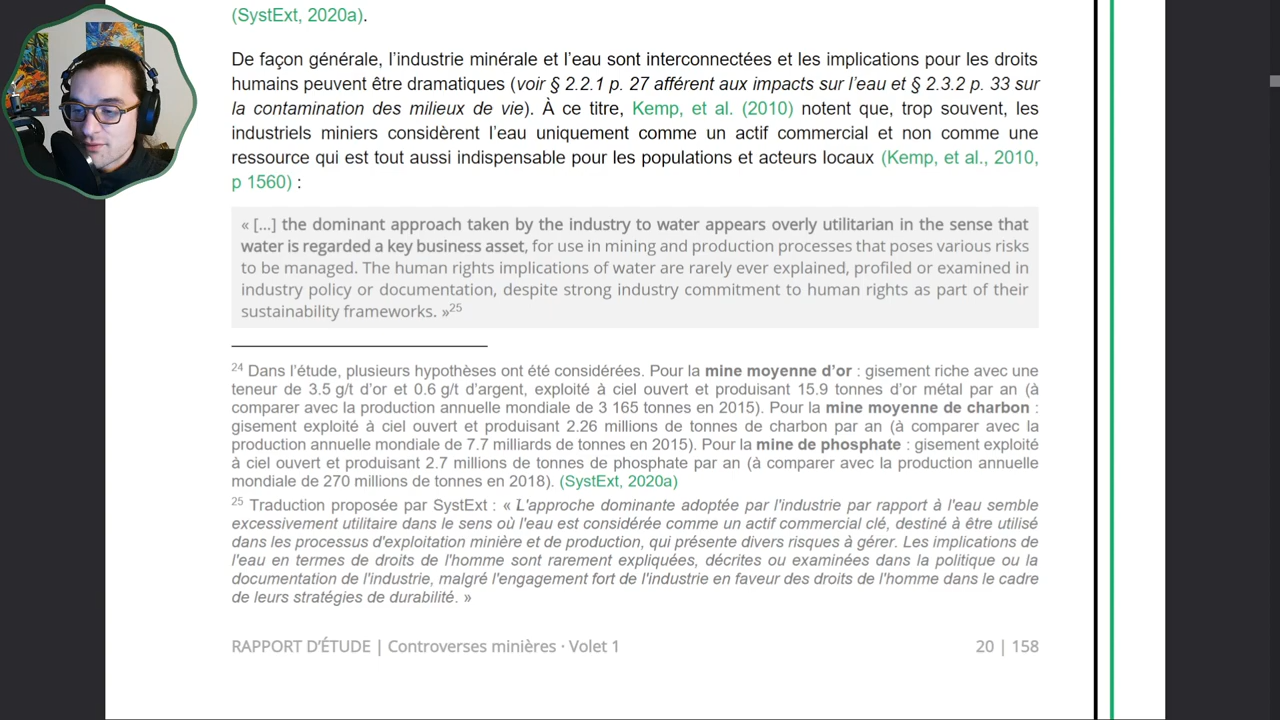 (SystExt, 2020a).
De façon générale, l’industrie minérale et l’eau sont interconnectées et les implications pour les droits
humains peuvent être dramatiques (voir § 2.2.1 p. 27 afférent aux impacts sur l’eau et § 2.3.2 p. 33 sur
la contamination des milieux de vie). À ce titre, Kemp, et al. (2010) notent que, trop souvent, les
industriels miniers considèrent l’eau uniquement comme un actif commercial et non comme une
ressource qui est tout aussi indispensable pour les populations et acteurs locaux (Kemp, et al., 2010,
p 1560) :
« [...] the dominant approach taken by the industry to water appears overly utilitarian in the sense that
water is regarded a key business asset, for use in mining and production processes that poses various risks
to be managed. The human rights implications of water are rarely ever explained, profiled or examined in
industry policy or documentation, despite strong industry commitment to human rights as part of their
sustainability frameworks. »25
24 Dans l’étude, plusieurs hypothèses ont été considérées. Pour la mine moyenne d’or : gisement riche avec une
teneur de 3.5 g/t d’or et 0.6 g/t d’argent, exploité à ciel ouvert et produisant 15.9 tonnes d’or métal par an (à
comparer avec la production annuelle mondiale de 3 165 tonnes en 2015). Pour la mine moyenne de charbon :
gisement exploité à ciel ouvert et produisant 2.26 millions de tonnes de charbon par an (à comparer avec la
production annuelle mondiale de 7.7 milliards de tonnes en 2015). Pour la mine de phosphate : gisement exploité
à ciel ouvert et produisant 2.7 millions de tonnes de phosphate par an (à comparer avec la production annuelle
mondiale de 270 millions de tonnes en 2018). (SystExt, 2020a)
25 Traduction proposée par SystExt : « L'approche dominante adoptée par l'industrie par rapport à l'eau semble
excessivement utilitaire dans le sens où l'eau est considérée comme un actif commercial clé, destiné à être utilisé
dans les processus d'exploitation minière et de production, qui présente divers risques à gérer. Les implications de
l'eau en termes de droits de l'homme sont rarement expliquées, décrites ou examinées dans la politique ou la
documentation de l'industrie, malgré l'engagement fort de l'industrie en faveur des droits de l'homme dans le cadre
de leurs stratégies de durabilité. »
RAPPORT D’ÉTUDE | Controverses minières · Volet 1
20 | 158